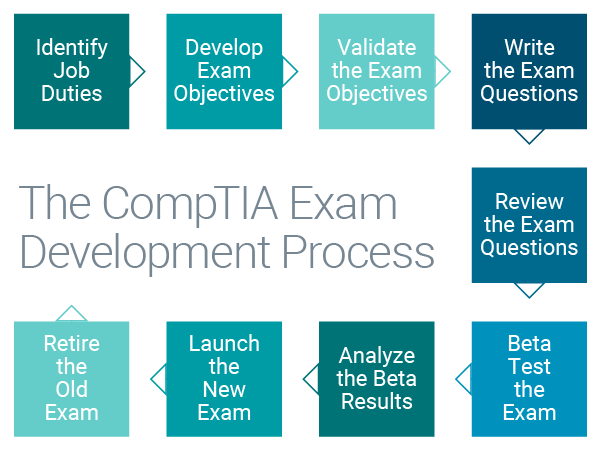 Identify
Job
Duties
Develop
Exam
Objectives
Validate
the Exam
Objectives
Write
the Exam
Questions
The CompTIA Exam
Development Process
Review
the Exam
Questions
Beta
Test
the
Exam
Analyze
the Beta
Results
Launch
the
New
Exam
Retire
the
Old
Exam